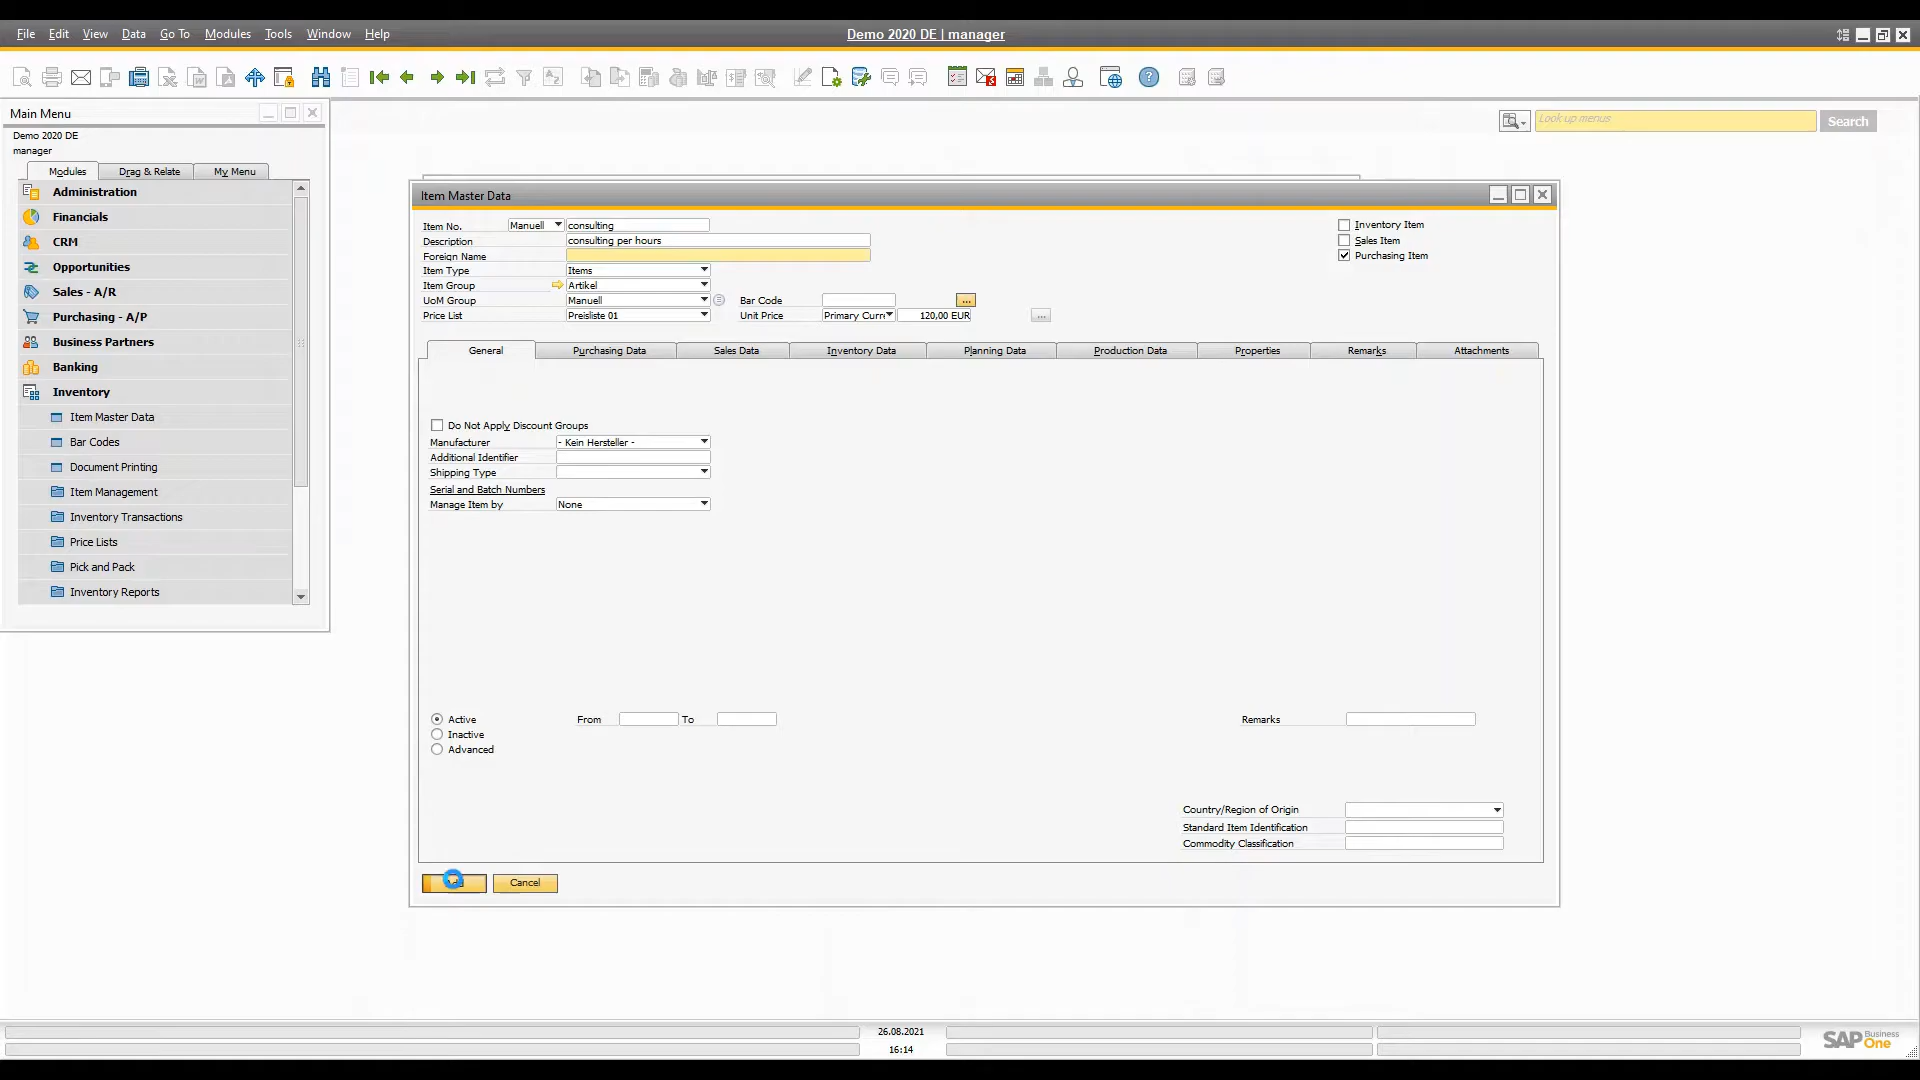 File Edit View Data Go To Modules Tools Window Help
Demo 2020 DE | manager
Main Menu
Look up menus
Search
Demo 2020 DE
manager
Modules Drag & Relate My Menu
Administration
Financials
CRM
Opportunities
Sales - A/R
Purchasing - A/P
Business Partners
Banking
Inventory
Item Master Data
Bar Codes
Document Printing
Item Management
Inventory Transactions
Price Lists
Pick and Pack
Inventory Reports
Item Master Data
Item No. Manuell consulting
Description consulting per hours
Foreign Name
Item Type Items
Item Group Artikel
UoM Group Manuell Bar Code ...
Price List Preisliste 01 Unit Price Primary Curr 120,00 EUR ...
Inventory Item
Sales Item
Purchasing Item
General Purchasing Data Sales Data Inventory Data Planning Data Production Data Properties Remarks Attachments
Do Not Apply Discount Groups
Manufacturer - Kein Hersteller -
Additional Identifier
Shipping Type
Serial and Batch Numbers
Manage Item by None
Active From To Remarks
Inactive
Advanced
Country/Region of Origin
Standard Item Identification
Commodity Classification
Cancel
26.08.2021
16:14
SAP Business One